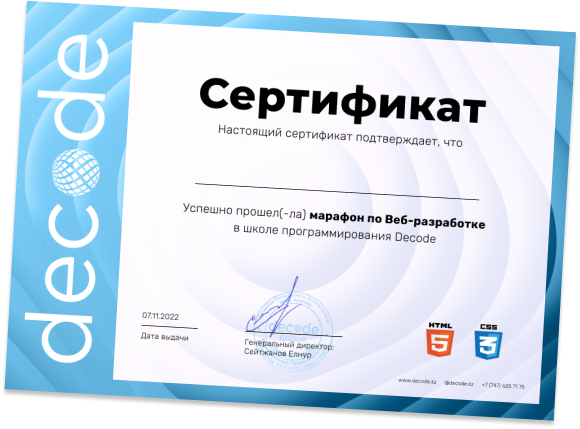 decode
Сертификат
Настоящий сертификат подтверждает, что
Успешно прошел(-ла) марафон по Веб-разработке
в школе программирования Decode
07.11.2022
Дата выдачи
decode
Генеральный директор:
Сейтжанов Елнур
HTML
5
CSS
3
www.decode.kz @decode.kz +7 (747) 625 71 75